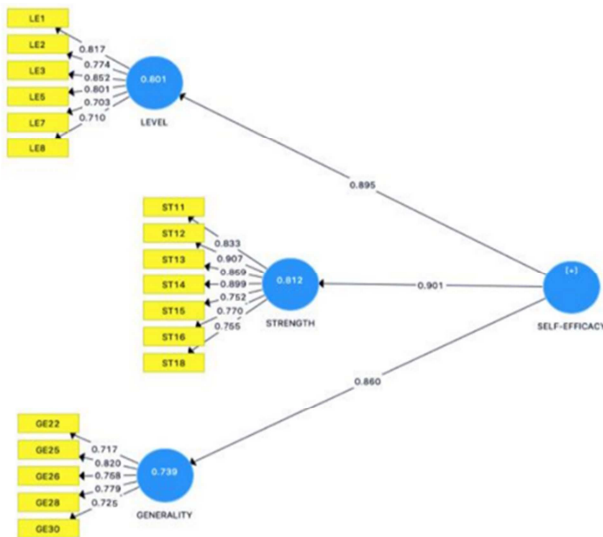 LE1
LE2
LE3
LE5
LE7
LE8
0.817
0.774
0.852
0.801
0.703
0.710
0.801
LEVEL
0.895
ST11
ST12
ST13
ST14
ST15
ST16
ST18
0.833
0.907
0.869
0.899
0.752
0.770
0.755
0.812
STRENGTH
0.901
[+]
SELF-EFFICACY
0.860
GE22
GE25
GE26
GE28
GE30
0.717
0.820
0.758
0.779
0.725
0.739
GENERALITY